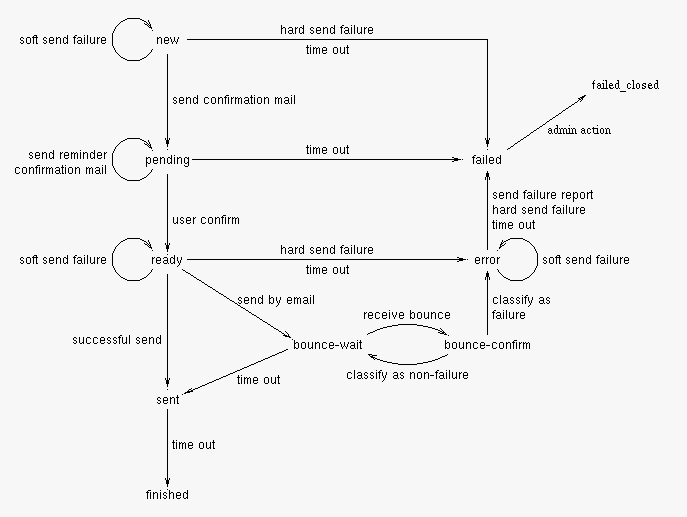 hard send failure
soft send failure
new
time out
failed_closed
send confirmation mail
admin action
send reminder
confirmation mail
pending
time out
failed
send failure report
hard send failure
time out
user confirm
hard send failure
soft send failure
ready
time out
error
soft send failure
send by email
classify as
failure
receive bounce
successful send
bounce-wait
bounce-confirm
time out
classify as non-failure
sent
time out
finished